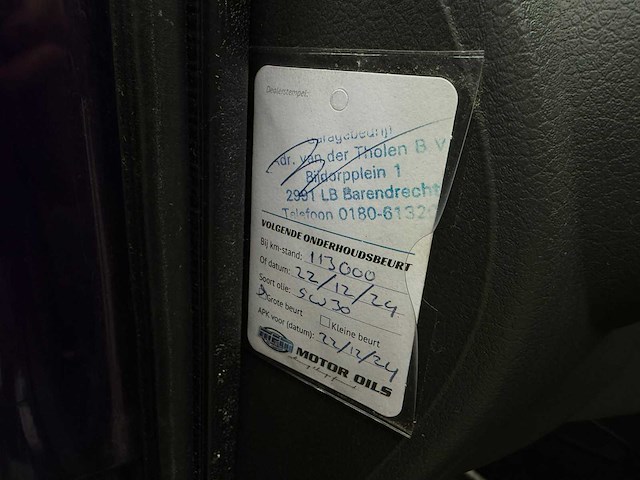 Dealerstempel:
Garagebedrijf
Adr. van der Tholen B.V
Bijdorpplein 1
2991 LB Barendrecht
Telefoon 0180-6132
VOLGENDE ONDERHOUDSBEURT
Bij km-stand: 113000
Of datum: 22/12/24
Soort olie: 5W30
Grote beurt Kleine beurt
APK voor (datum): 22/12/24
MOTOR OILS